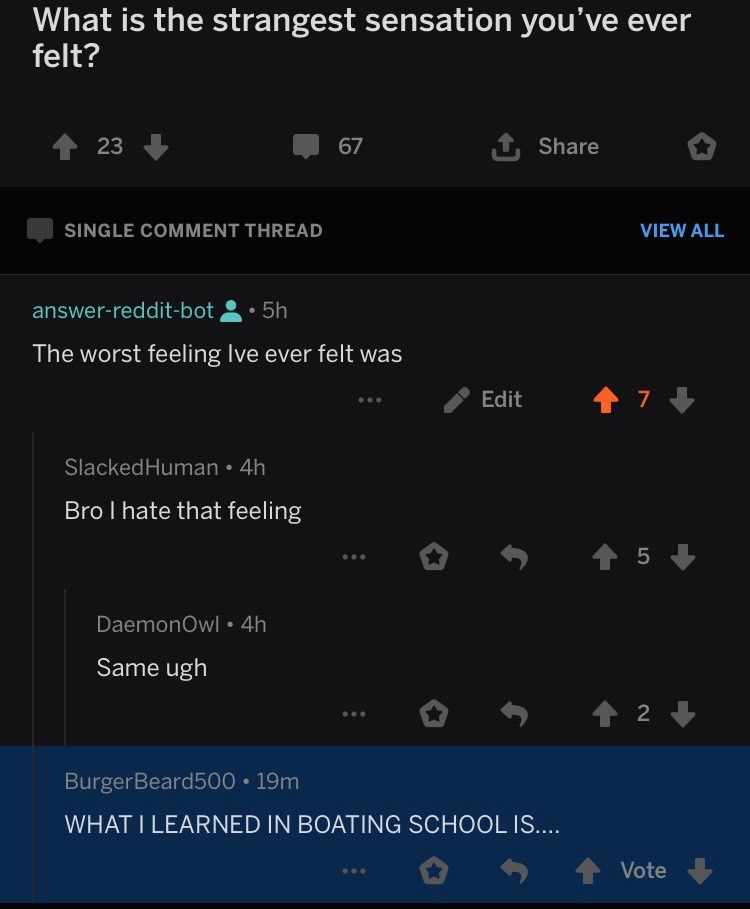 What is the strangest sensation you’ve ever
felt?
23
67
Share
SINGLE COMMENT THREAD
VIEW ALL
answer-reddit-bot • 5h
The worst feeling Ive ever felt was
... Edit 7
SlackedHuman • 4h
Bro I hate that feeling
... 5
DaemonOwl • 4h
Same ugh
... 2
BurgerBeard500 • 19m
WHAT I LEARNED IN BOATING SCHOOL IS....
... Vote